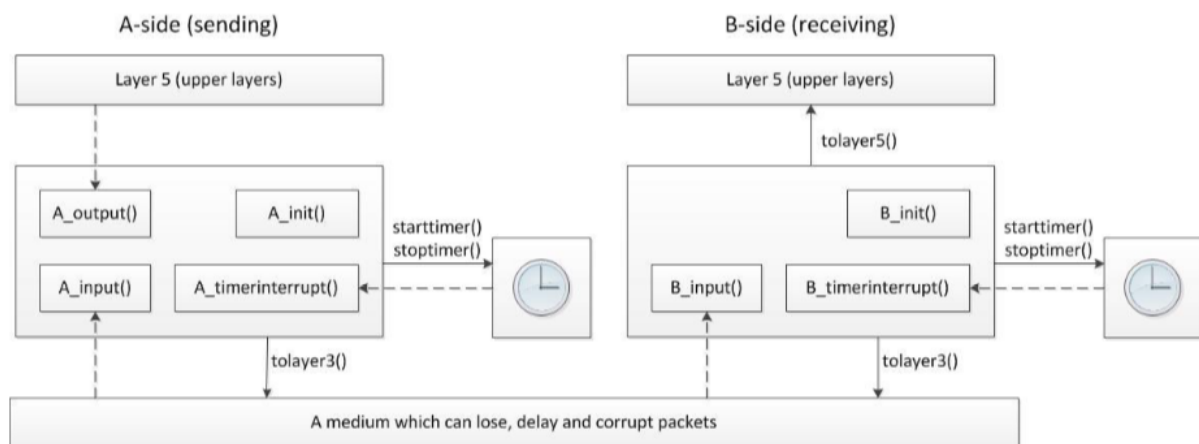 A-side (sending)
Layer 5 (upper layers)
A_output()
A_init()
starttimer()
stoptimer()
A_input()
A_timerinterrupt()
tolayer3()
B-side (receiving)
Layer 5 (upper layers)
tolayer5()
B_init()
starttimer()
stoptimer()
B_input()
B_timerinterrupt()
tolayer3()
A medium which can lose, delay and corrupt packets